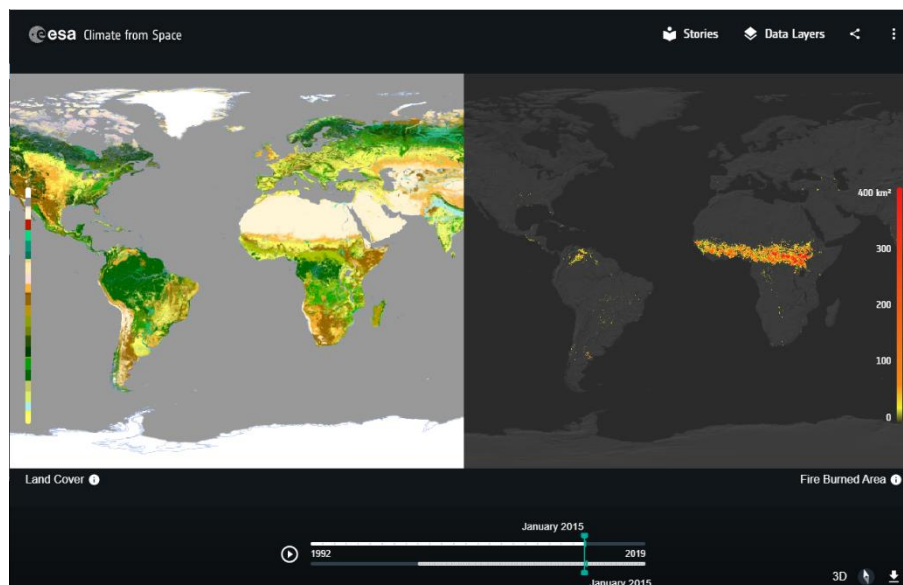 esa Climate from Space
Stories
Data Layers
400 km²
300
200
100
0
Land Cover
Fire Burned Area
January 2015
1992
2019
January 2015
3D